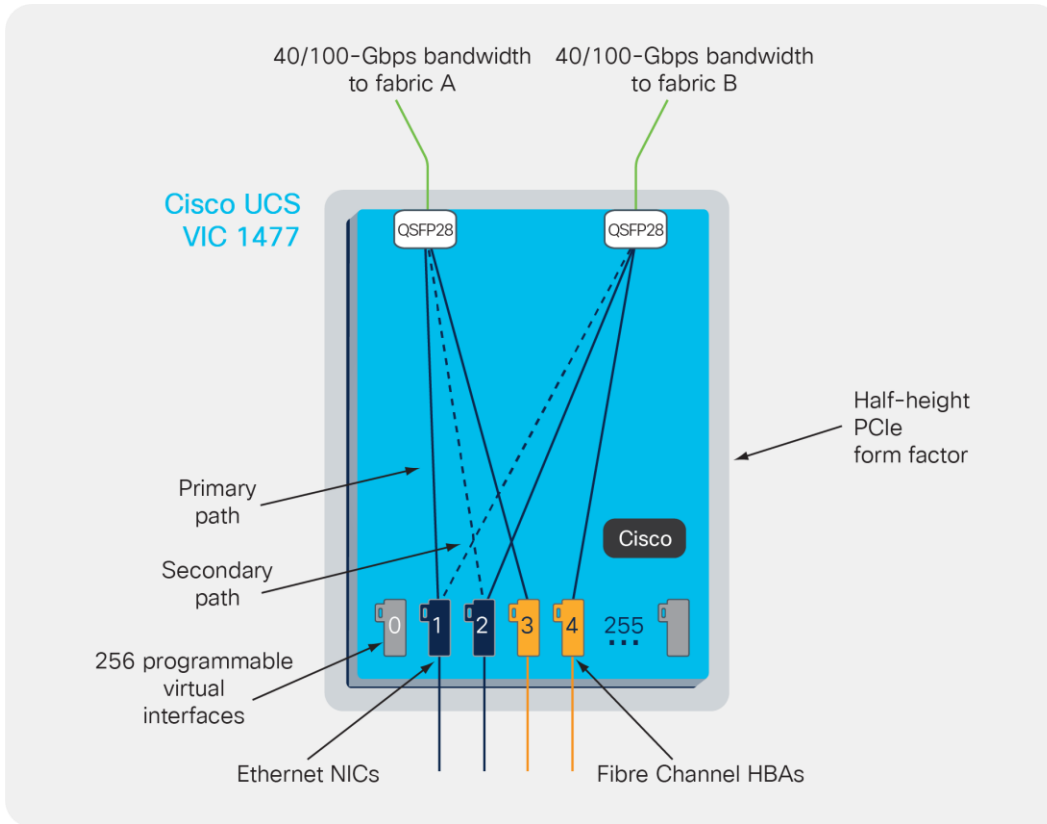 40/100-Gbps bandwidth
to fabric A
40/100-Gbps bandwidth
to fabric B
Cisco UCS
VIC 1477
QSFP28
QSFP28
Half-height
PCIe
form factor
Primary
path
Cisco
Secondary
path
0
1
2
3
4
255
...
256 programmable
virtual
interfaces
Ethernet NICs
Fibre Channel HBAs